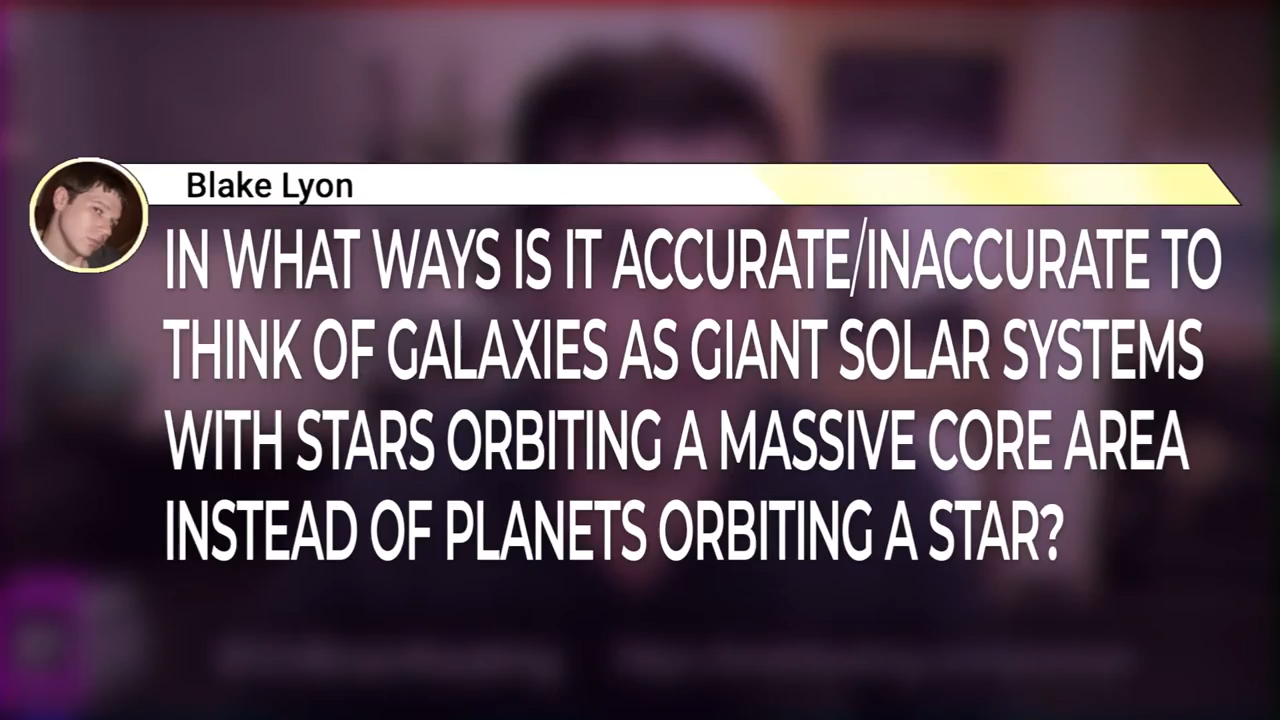 Blake Lyon
IN WHAT WAYS IS IT ACCURATE/INACCURATE TO
THINK OF GALAXIES AS GIANT SOLAR SYSTEMS
WITH STARS ORBITING A MASSIVE CORE AREA
INSTEAD OF PLANETS ORBITING A STAR?